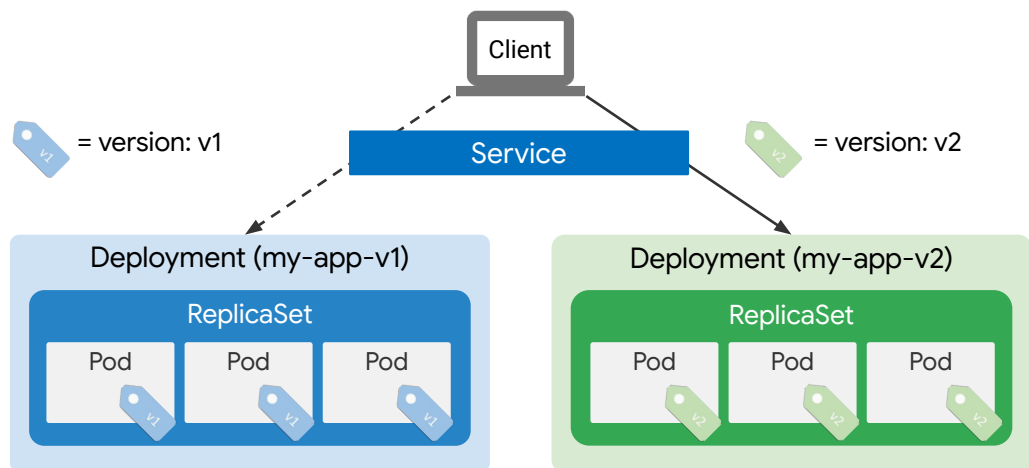 Client
v1 = version: v1
Service
v2 = version: v2
Deployment (my-app-v1)
ReplicaSet
Pod Pod Pod
v1 v1 v1
Deployment (my-app-v2)
ReplicaSet
Pod Pod Pod
v2 v2 v2